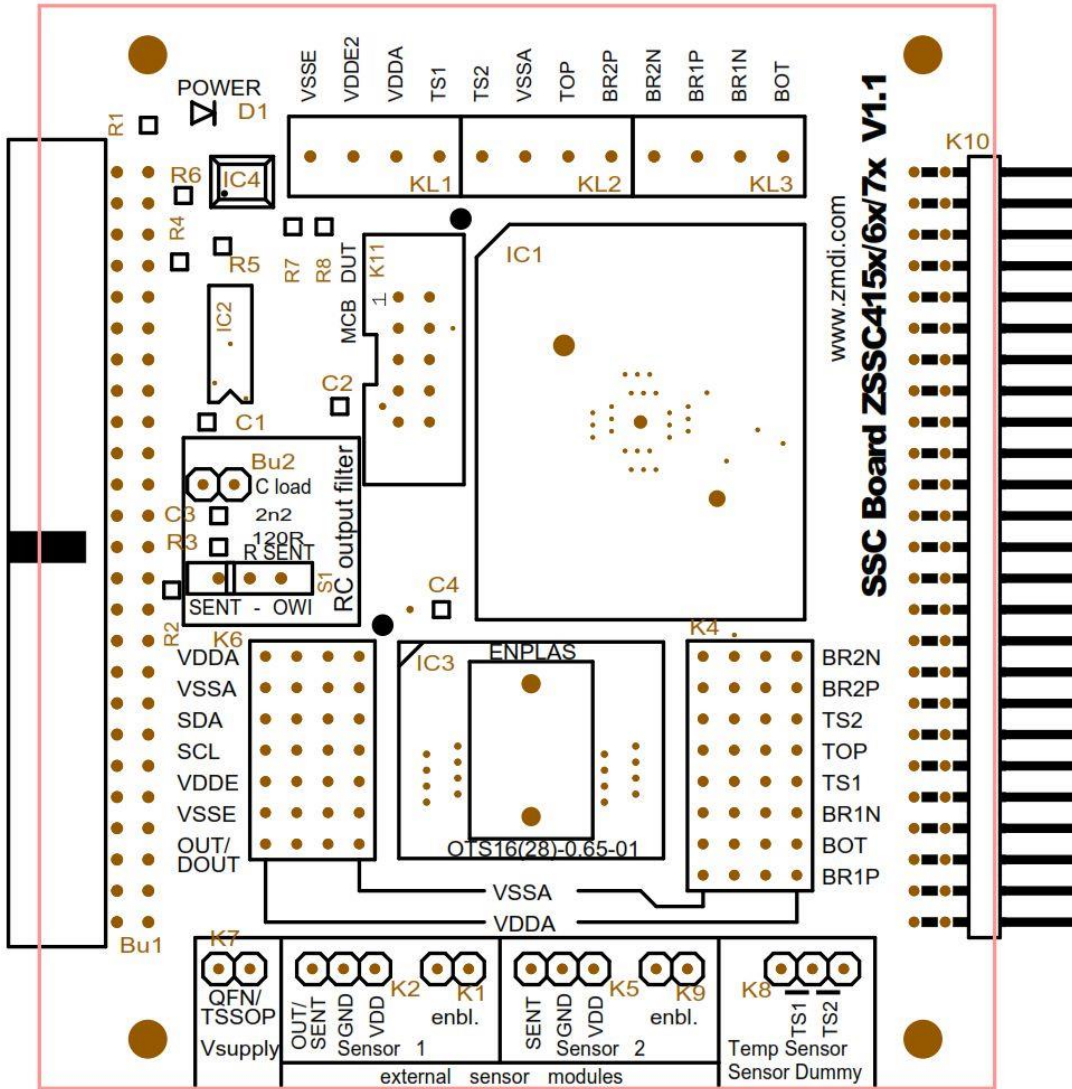 VSSE
VDDE2
VDDA
TS1
TS2
VSSA
TOP
BR2P
BR2N
BR1P
BR1N
BOT
POWER
D1
R1
K10
R6
IC4
KL1
KL2
KL3
R4
R5
R7
R8
MCB DUT
K11
1
IC1
www.zmdi.com
SSC Board ZSSC415x/6x/7x V1.1
IC2
C2
C1
Bu2
C load
C3
2n2
R3
120R
R SENT
S1
SENT - OWI
RC output filter
R2
C4
K6
VDDA
VSSA
SDA
SCL
VDDE
VSSE
OUT/
DOUT
IC3
ENPLAS
OTS16(28)-0.65-01
K4
BR2N
BR2P
TS2
TOP
TS1
BR1N
BOT
BR1P
VSSA
VDDA
Bu1
K7
QFN/
TSSOP
Vsupply
K2
K1
OUT/
SENT
GND
VDD
enbl.
Sensor 1
K5
K9
SENT
GND
VDD
enbl.
Sensor 2
external sensor modules
K8
TS1
TS2
Temp Sensor
Sensor Dummy